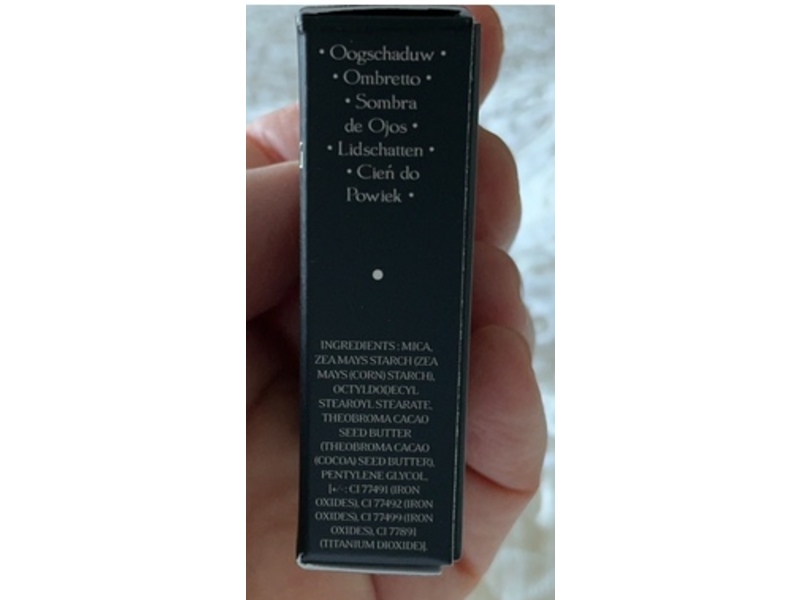 • Oogschaduw •
• Ombretto •
• Sombra
de Ojos •
• Lidschatten •
• Cień do
Powiek •
INGREDIENTS : MICA,
ZEA MAYS STARCH (ZEA
MAYS (CORN) STARCH),
OCTYLDODECYL
STEAROYL STEARATE,
THEOBROMA CACAO
SEED BUTTER
(THEOBROMA CACAO
(COCOA) SEED BUTTER),
PENTYLENE GLYCOL,
[+/- : CI 77491 (IRON
OXIDES), CI 77492 (IRON
OXIDES), CI 77499 (IRON
OXIDES), CI 77891
(TITANIUM DIOXIDE)].